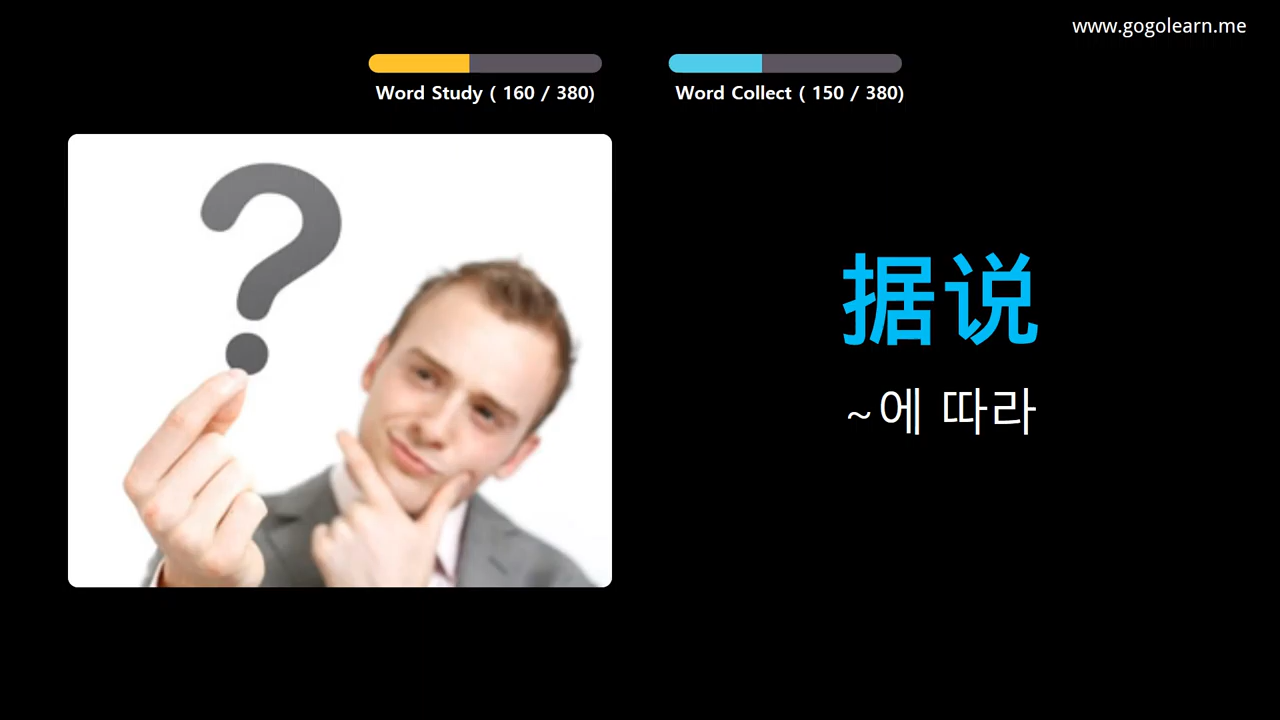 www.gogolearn.me
Word Study ( 160 / 380)
Word Collect ( 150 / 380)
?
据说
~에 따라